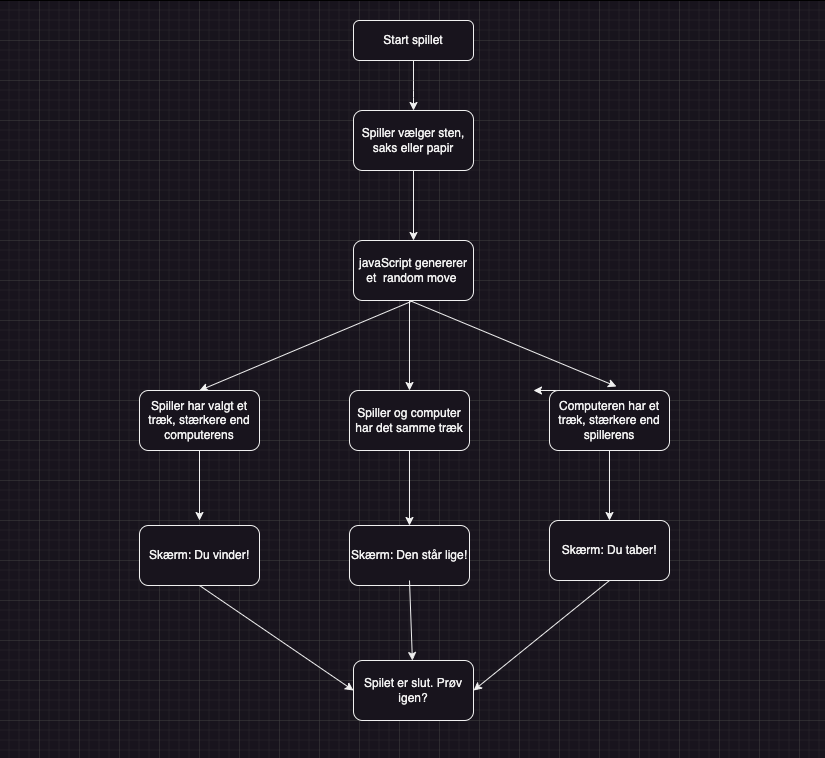 Start spillet
Spiller vælger sten,
saks eller papir
javaScript genererer
et random move
Spiller har valgt et
træk, stærkere end
computerens
Spiller og computer
har det samme træk
Computeren har et
træk, stærkere end
spillerens
Skærm: Du vinder!
Skærm: Den står lige!
Skærm: Du taber!
Spilet er slut. Prøv
igen?